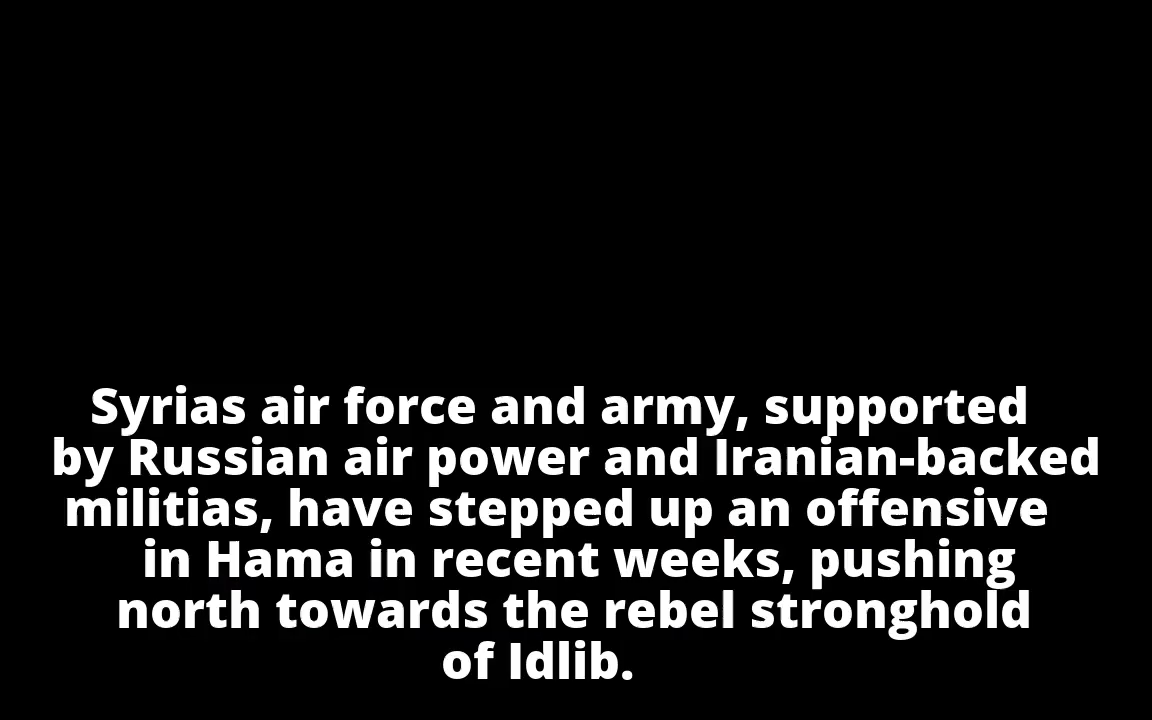 Syrias air force and army, supported
by Russian air power and Iranian-backed
militias, have stepped up an offensive
in Hama in recent weeks, pushing
north towards the rebel stronghold
of Idlib.